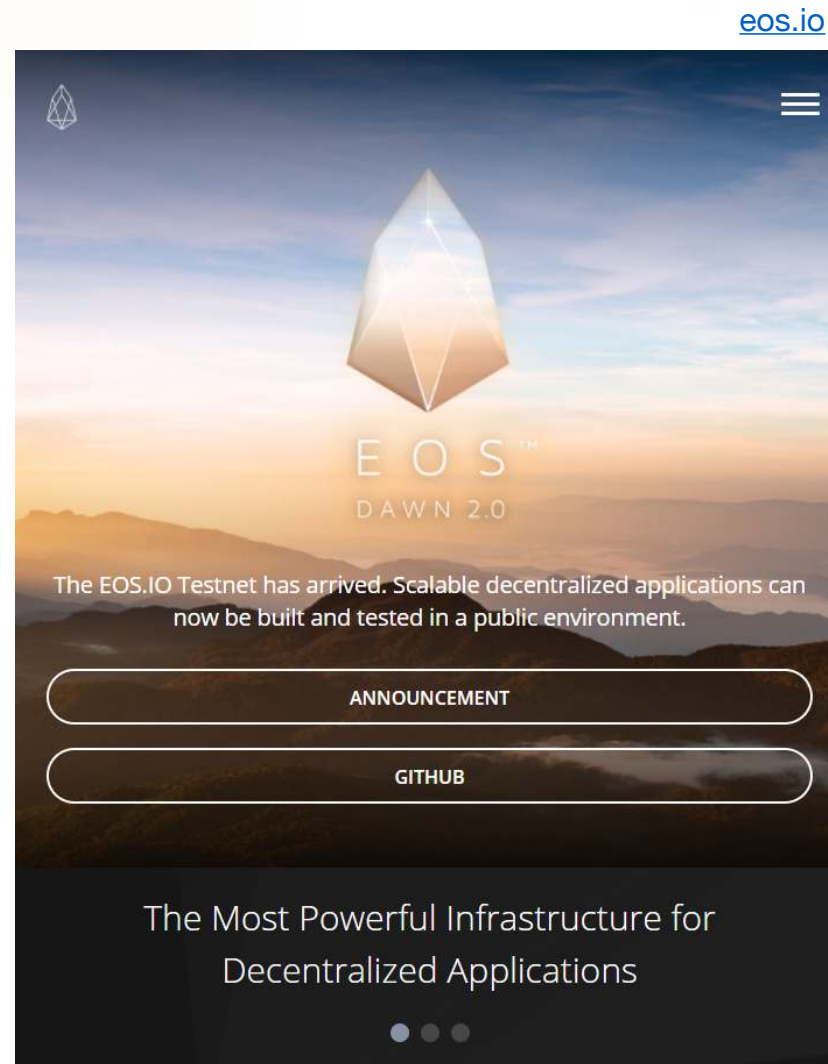 eos.io
E O S ™
DAWN 2.0
The EOS.IO Testnet has arrived. Scalable decentralized applications can
now be built and tested in a public environment.
ANNOUNCEMENT
GITHUB
The Most Powerful Infrastructure for
Decentralized Applications